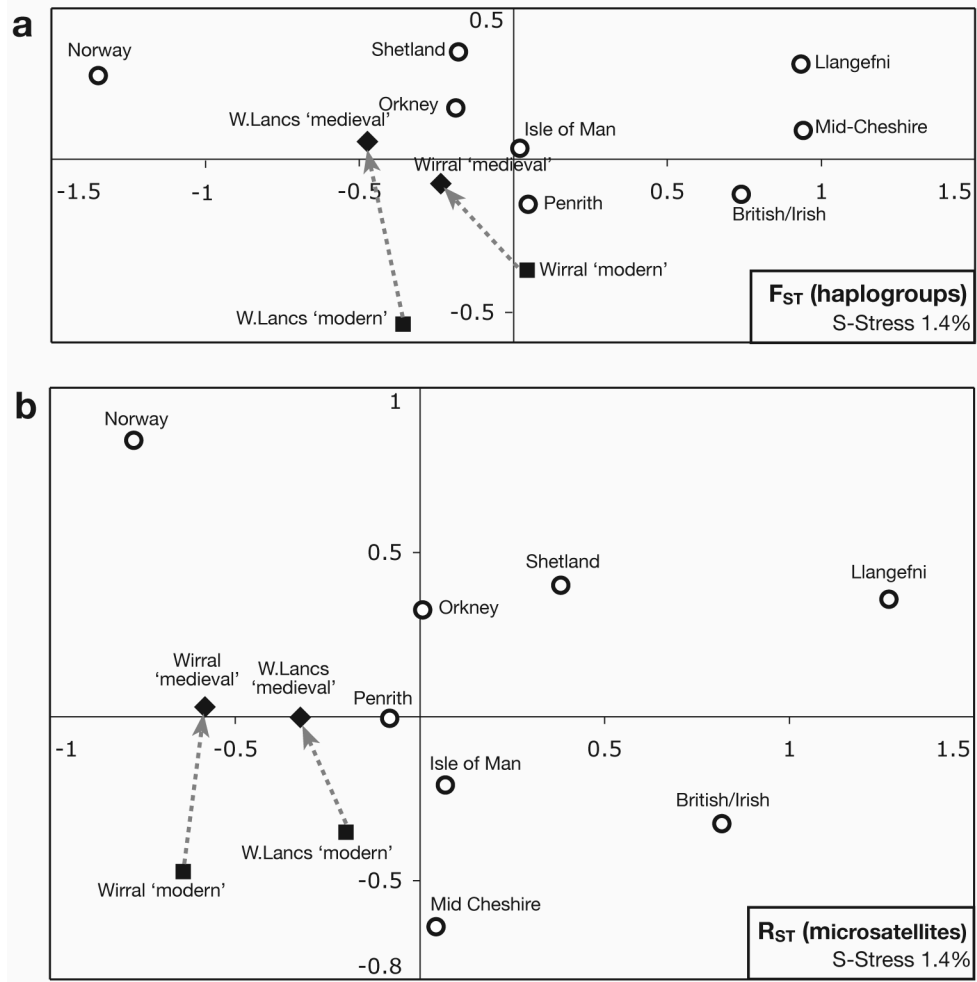 a
0.5
Norway
Shetland
Llangefni
Orkney
W.Lancs ‘medieval’
Isle of Man
Mid-Cheshire
Wirral ‘medieval’
-1.5
-1
-0.5
0.5
1
1.5
Penrith
British/Irish
Wirral ‘modern’
W.Lancs ‘modern’
-0.5
FST (haplogroups)
S-Stress 1.4%
b
1
Norway
0.5
Shetland
Llangefni
Orkney
Wirral
‘medieval’
W.Lancs
‘medieval’
Penrith
-1
-0.5
0.5
1
1.5
Isle of Man
British/Irish
W.Lancs ‘modern’
Wirral ‘modern’
-0.5
Mid Cheshire
RST (microsatellites)
S-Stress 1.4%
-0.8